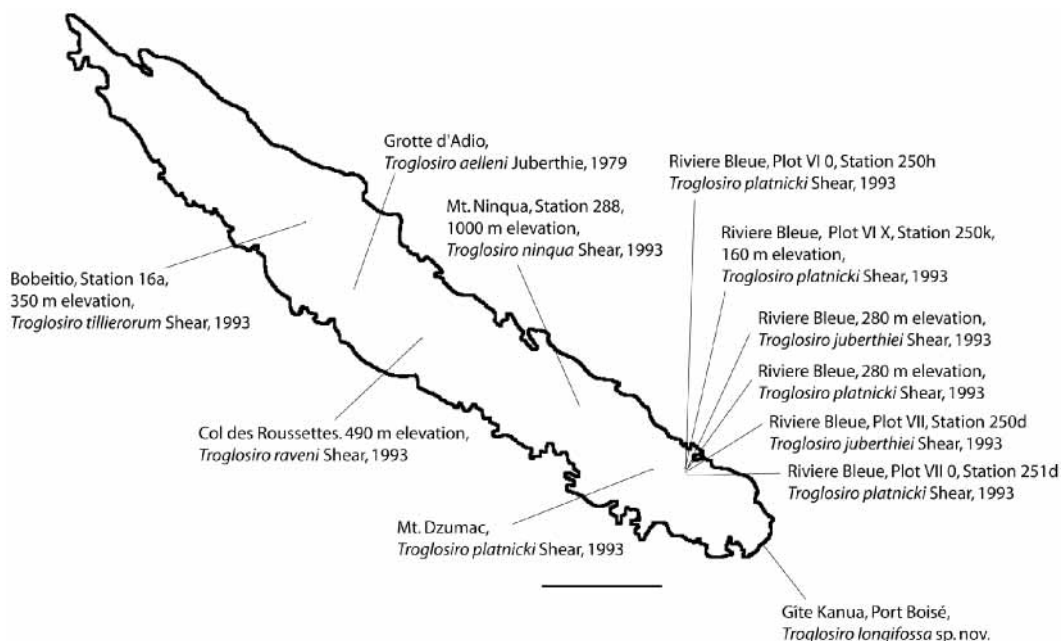 Grotte d'Adio,
Troglosiro aelleni Juberthie, 1979
Riviere Bleue, Plot VI 0, Station 250h
Troglosiro platnicki Shear, 1993
Mt. Ninqua, Station 288,
1000 m elevation,
Troglosiro ninqua Shear, 1993
Riviere Bleue, Plot VI X, Station 250k,
160 m elevation,
Troglosiro platnicki Shear, 1993
Bobeitio, Station 16a,
350 m elevation,
Troglosiro tillierorum Shear, 1993
Riviere Bleue, 280 m elevation,
Troglosiro juberthiei Shear, 1993
Riviere Bleue, 280 m elevation,
Troglosiro platnicki Shear, 1993
Col des Roussettes. 490 m elevation,
Troglosiro raveni Shear, 1993
Riviere Bleue, Plot VII, Station 250d
Troglosiro juberthiei Shear, 1993
Riviere Bleue, Plot VII 0, Station 251d
Troglosiro platnicki Shear, 1993
Mt. Dzumac,
Troglosiro platnicki Shear, 1993
Gîte Kanua, Port Boisé,
Troglosiro longifossa sp. nov.